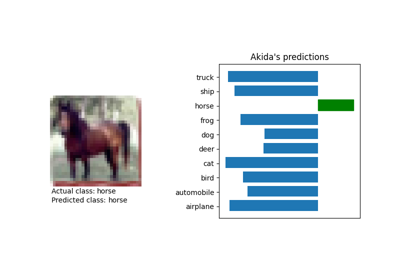 Akida's predictions
truck
ship
horse
frog
dog
deer
cat
bird
automobile
airplane
Actual class: horse
Predicted class: horse